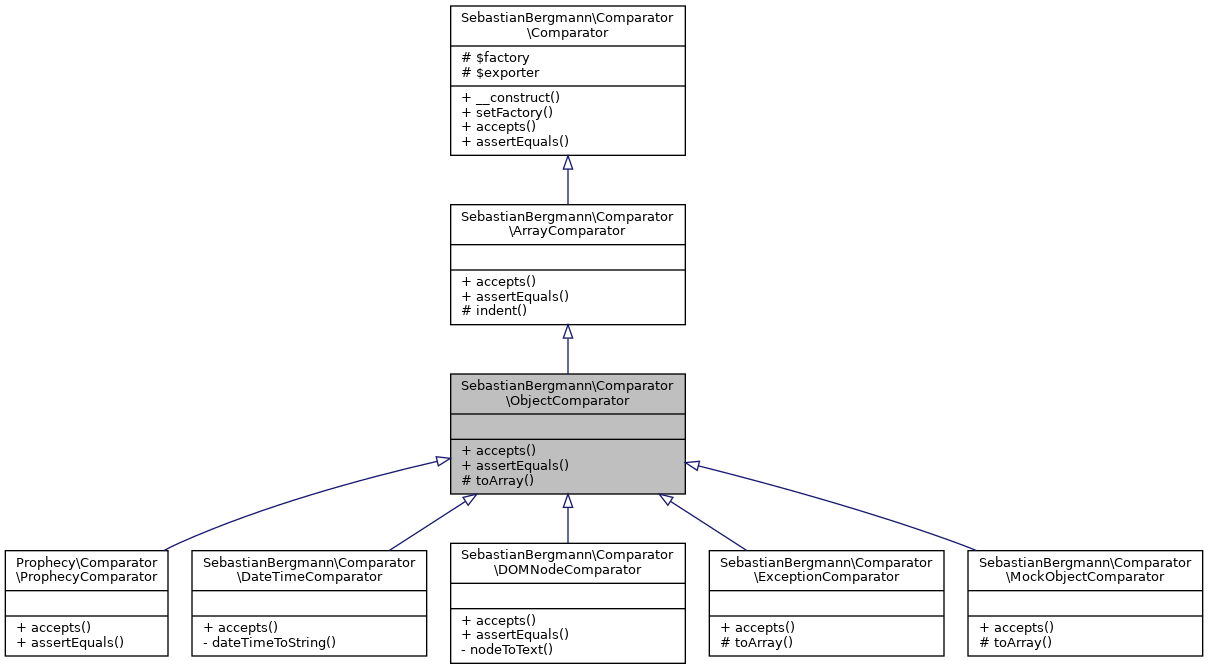 SebastianBergmann\Comparator
\Comparator
# $factory
# $exporter
+ __construct()
+ setFactory()
+ accepts()
+ assertEquals()
SebastianBergmann\Comparator
\ArrayComparator
+ accepts()
+ assertEquals()
# indent()
SebastianBergmann\Comparator
\ObjectComparator
+ accepts()
+ assertEquals()
# toArray()
Prophecy\Comparator
\ProphecyComparator
+ accepts()
+ assertEquals()
SebastianBergmann\Comparator
\DateTimeComparator
+ accepts()
- dateTimeToString()
SebastianBergmann\Comparator
\DOMNodeComparator
+ accepts()
+ assertEquals()
- nodeToText()
SebastianBergmann\Comparator
\ExceptionComparator
+ accepts()
# toArray()
SebastianBergmann\Comparator
\MockObjectComparator
+ accepts()
# toArray()